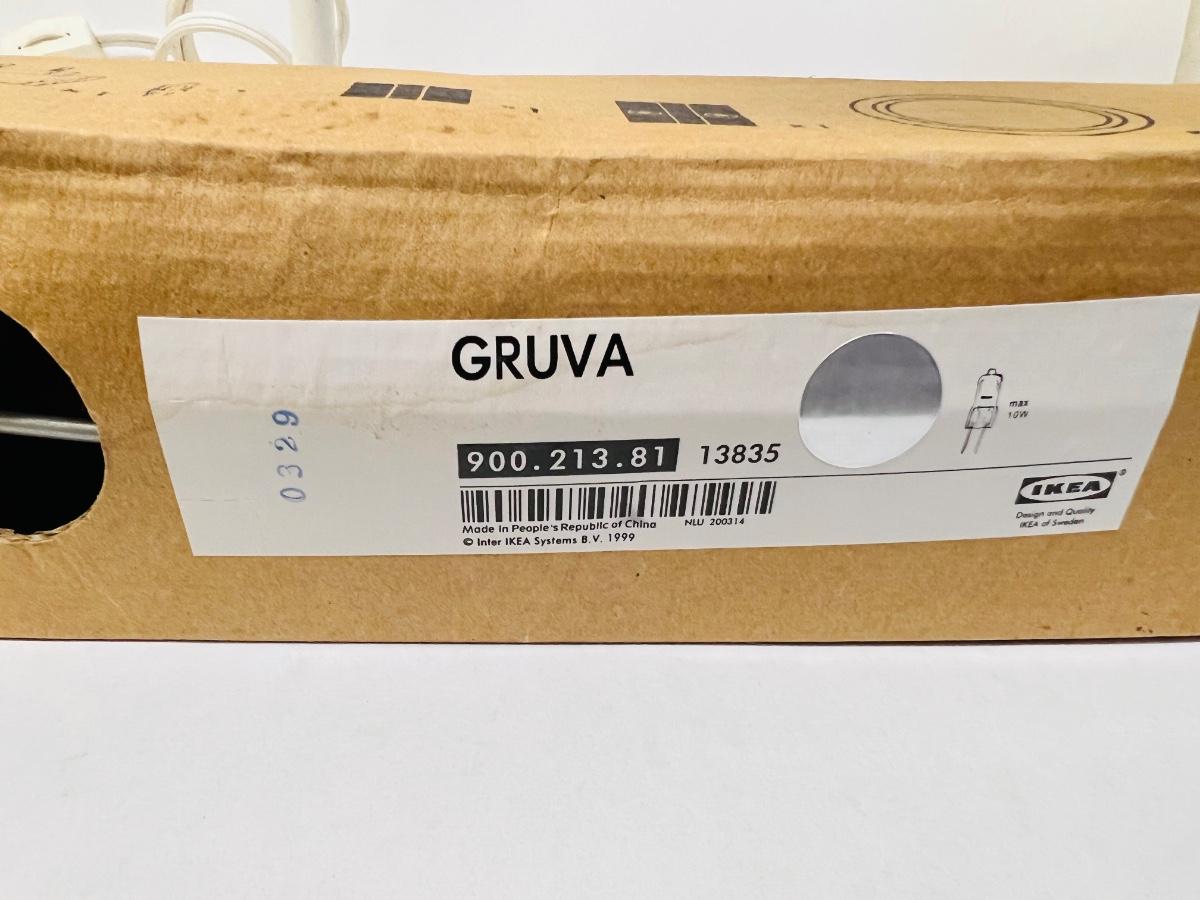 GRUVA
0329
900.213.81 13835
max
10W
Made in People's Republic of China NLU 200314
© Inter IKEA Systems B.V. 1999
IKEA®
Design and Quality
IKEA of Sweden